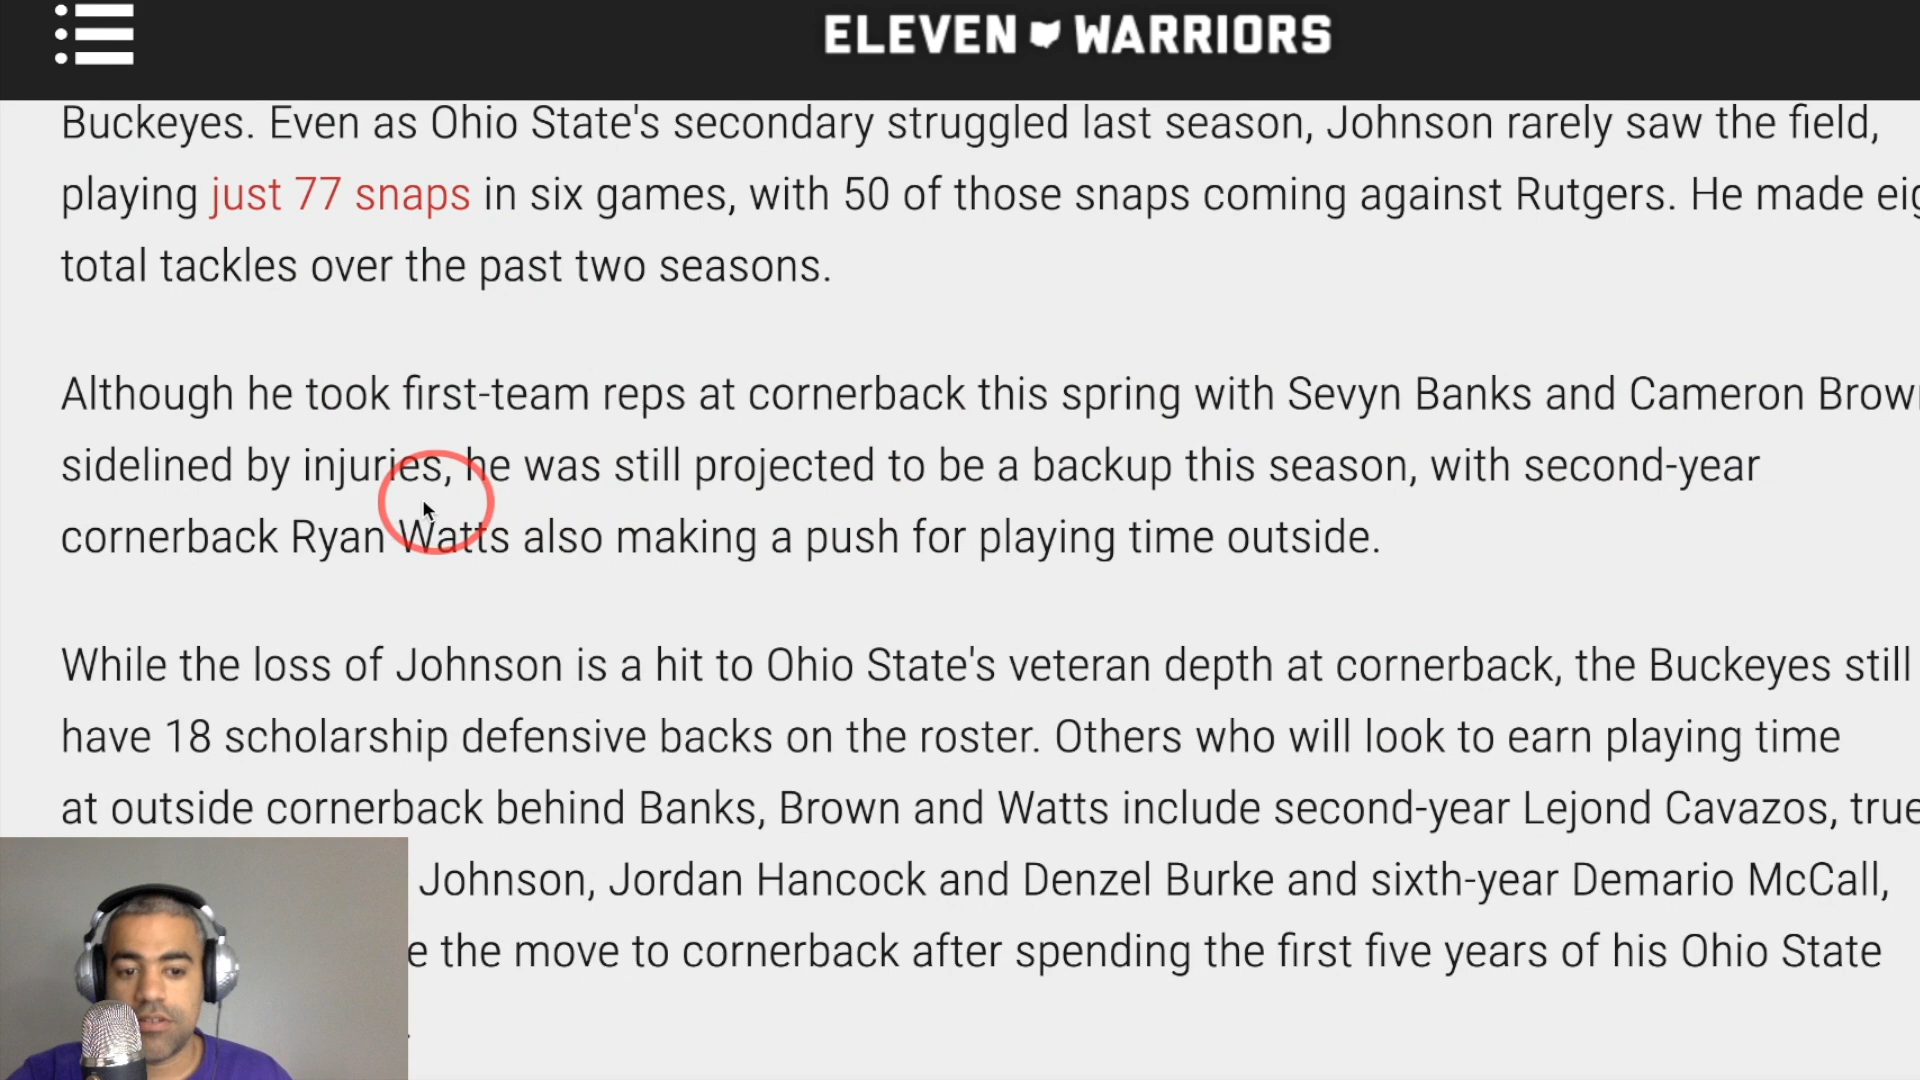 ELEVEN WARRIORS
Buckeyes. Even as Ohio State's secondary struggled last season, Johnson rarely saw the field,
playing just 77 snaps in six games, with 50 of those snaps coming against Rutgers. He made
total tackles over the past two seasons.
Although he took first-team reps at cornerback this spring with Sevyn Banks and Cameron
sidelined by injuries, he was still projected to be a backup this season, with second-year
cornerback Ryan Watts also making a push for playing time outside.
While the loss of Johnson is a hit to Ohio State's veteran depth at cornerback, the Buckeyes still
have 18 scholarship defensive backs on the roster. Others who will look to earn playing time
at outside cornerback behind Banks, Brown and Watts include second-year Lejond Cavazos, true
Johnson, Jordan Hancock and Denzel Burke and sixth-year Demario McCall,
the move to cornerback after spending the first five years of his Ohio State